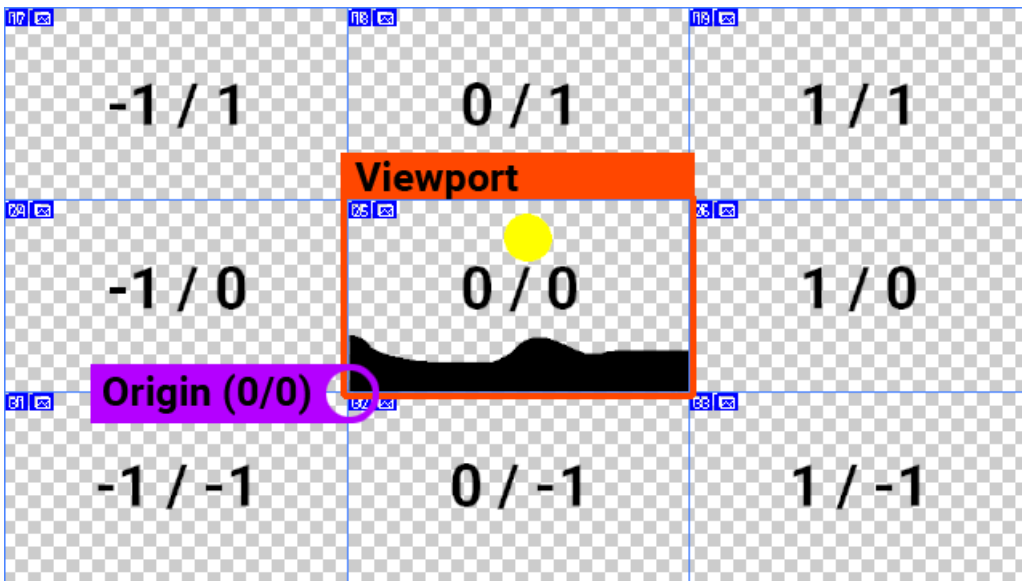 -1 / 1
0 / 1
1 / 1
Viewport
-1 / 0
0 / 0
1 / 0
Origin (0/0)
-1 / -1
0 / -1
1 / -1